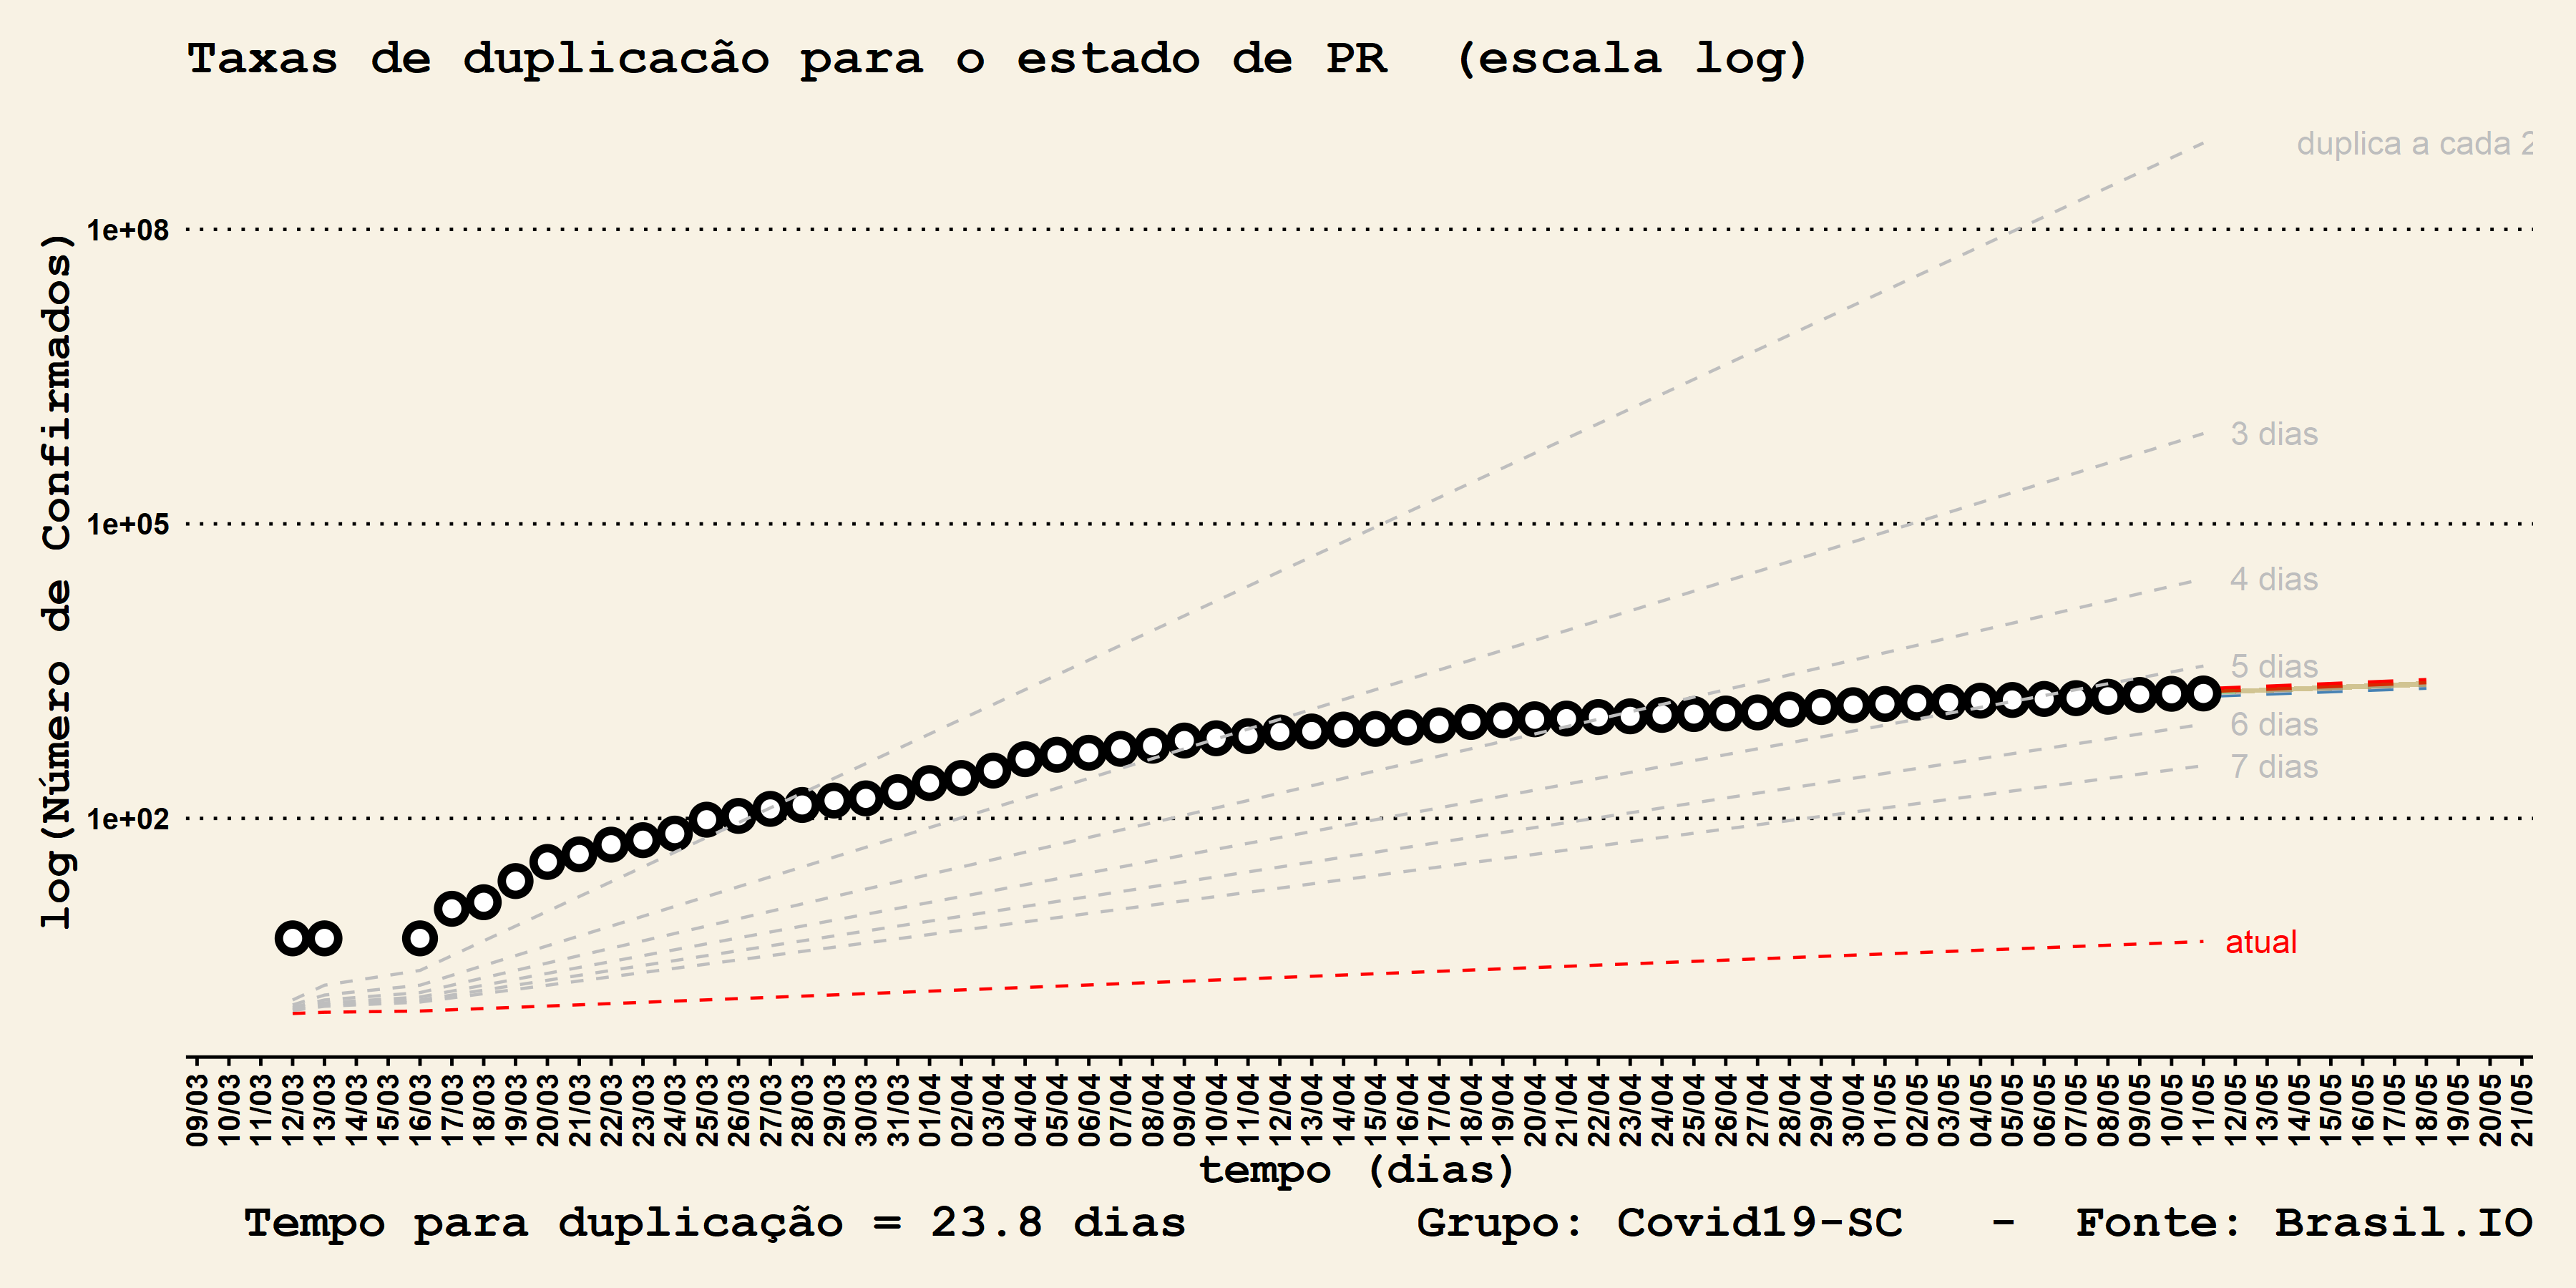 Taxas de duplicacão para o estado de PR  (escala log)
duplica a cada 2
1e+08
3 dias
1e+05
4 dias
5 dias
6 dias
7 dias
1e+02
atual
log(Número de Confirmados)
09/03 10/03 11/03 12/03 13/03 14/03 15/03 16/03 17/03 18/03 19/03 20/03 21/03 22/03 23/03 24/03 25/03 26/03 27/03 28/03 29/03 30/03 31/03 01/04 02/04 03/04 04/04 05/04 06/04 07/04 08/04 09/04 10/04 11/04 12/04 13/04 14/04 15/04 16/04 17/04 18/04 19/04 20/04 21/04 22/04 23/04 24/04 25/04 26/04 27/04 28/04 29/04 30/04 01/05 02/05 03/05 04/05 05/05 06/05 07/05 08/05 09/05 10/05 11/05 12/05 13/05 14/05 15/05 16/05 17/05 18/05 19/05 20/05 21/05
tempo (dias)
Tempo para duplicação = 23.8 dias        Grupo: Covid19-SC   -  Fonte: Brasil.IO